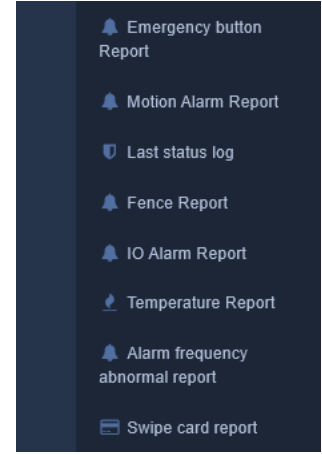 Emergency button
Report
Motion Alarm Report
Last status log
Fence Report
IO Alarm Report
Temperature Report
Alarm frequency
abnormal report
Swipe card report